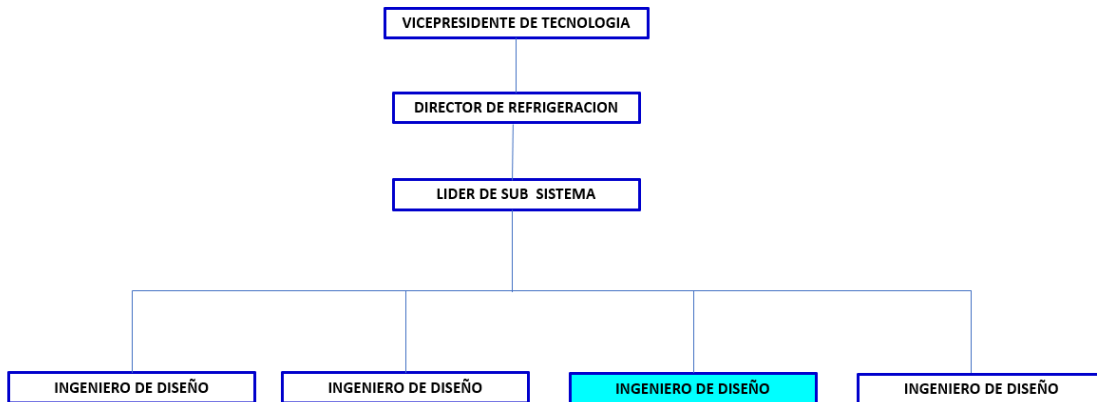 VICEPRESIDENTE DE TECNOLOGIA
DIRECTOR DE REFRIGERACION
LIDER DE SUB SISTEMA
INGENIERO DE DISEÑO
INGENIERO DE DISEÑO
INGENIERO DE DISEÑO
INGENIERO DE DISEÑO